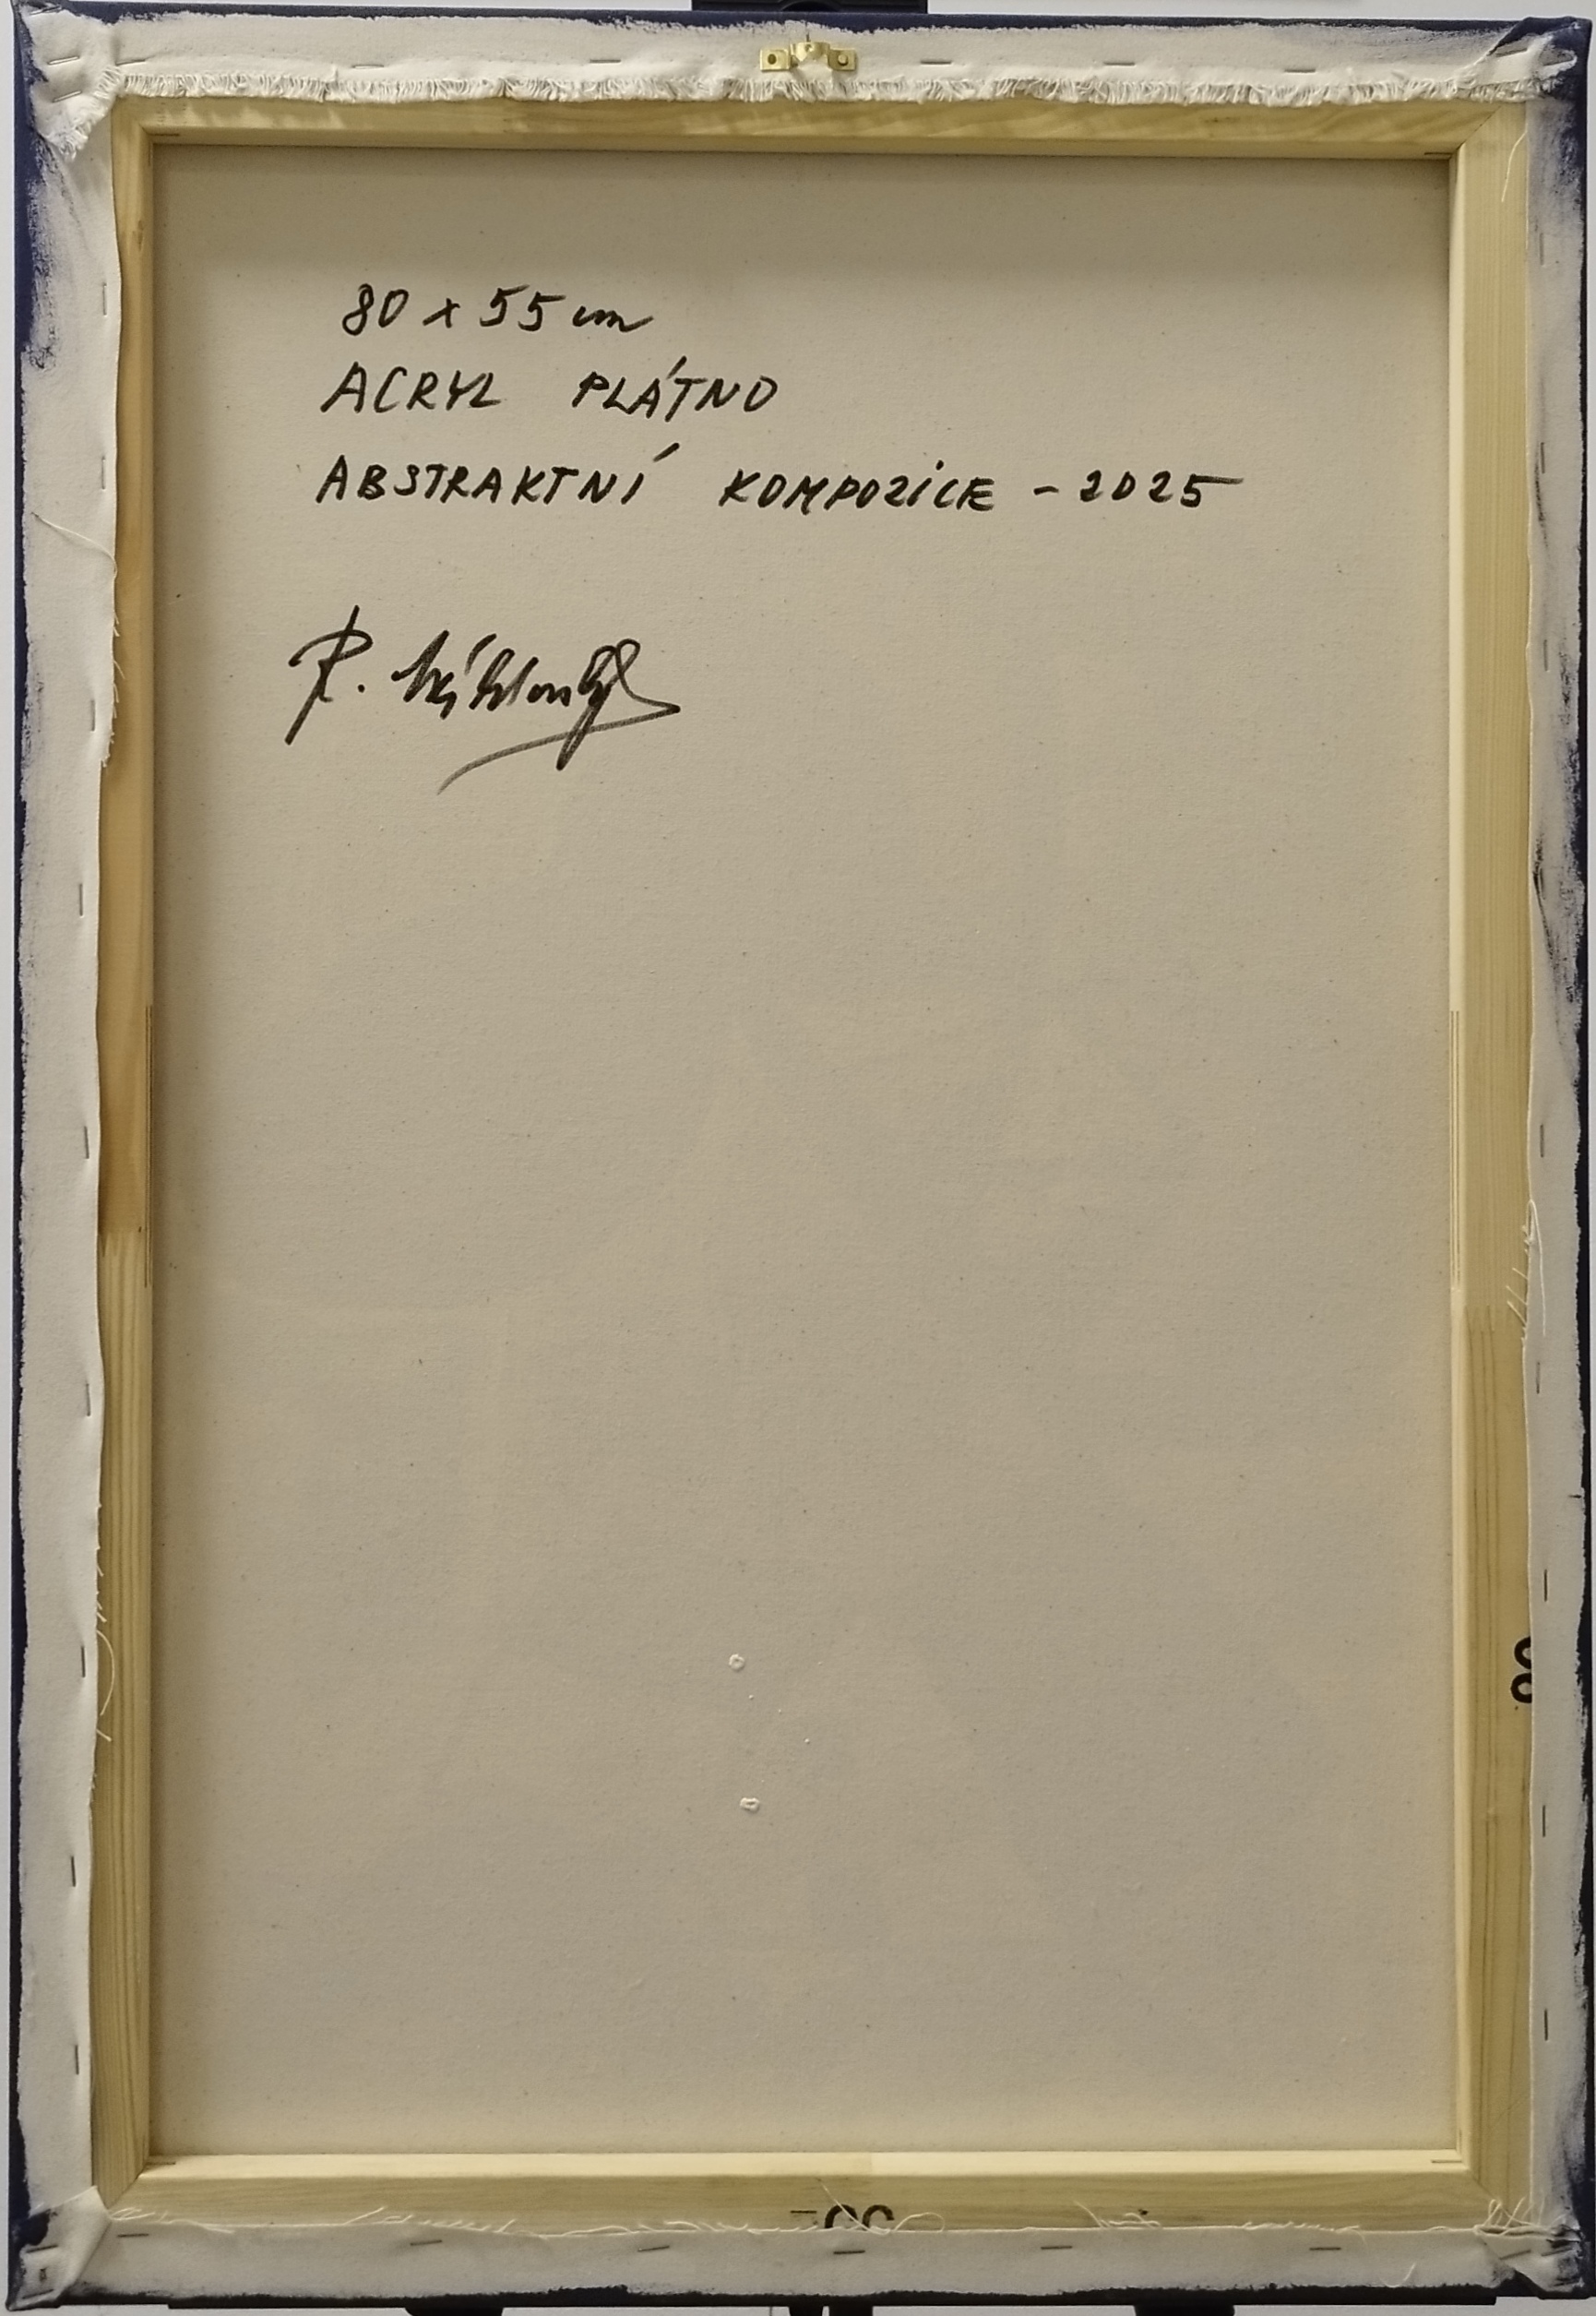 80 x 55 cm
ACRYL PLÁTNO
ABSTRAKTNÍ KOMPOZICE - 2025